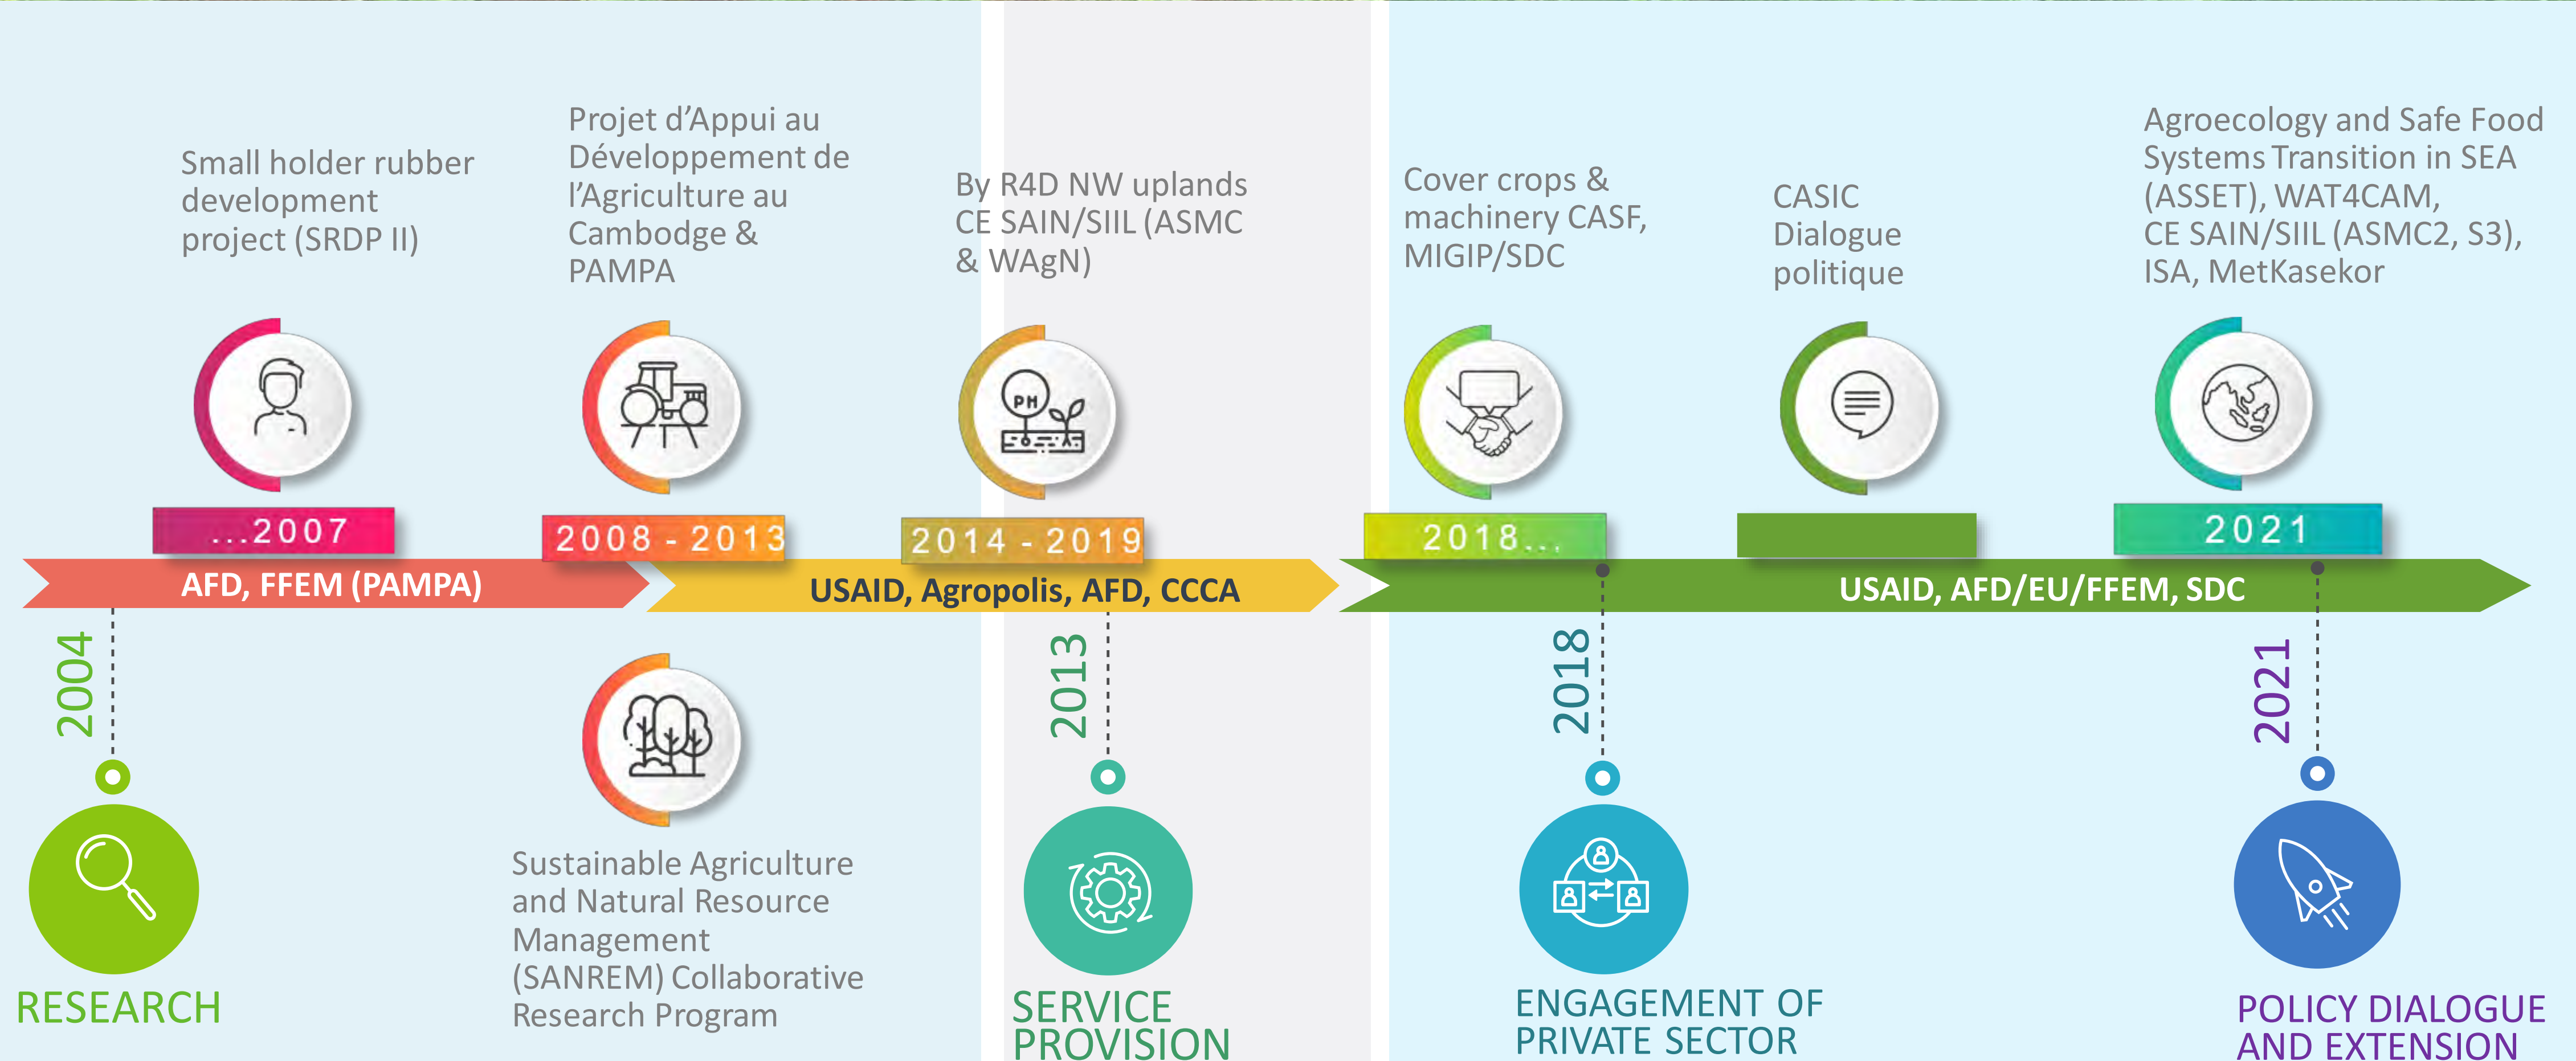 Small holder rubber
development
project (SRDP II)
Projet d’Appui au
Développement de
l’Agriculture au
Cambodge &
PAMPA
By R4D NW uplands
CE SAIN/SIIL (ASMC
& WAgN)
Cover crops &
machinery CASF,
MIGIP/SDC
CASIC
Dialogue
politique
Agroecology and Safe Food
Systems Transition in SEA
(ASSET), WAT4CAM,
CE SAIN/SIIL (ASMC2, S3),
ISA, MetKasekor
PH
...2007
2008 - 2013
2014 - 2019
2018...
2021
AFD, FFEM (PAMPA)
USAID, Agropolis, AFD, CCCA
USAID, AFD/EU/FFEM, SDC
2004
2013
2018
2021
RESEARCH
Sustainable Agriculture
and Natural Resource
Management
(SANREM) Collaborative
Research Program
SERVICE
PROVISION
ENGAGEMENT OF
PRIVATE SECTOR
POLICY DIALOGUE
AND EXTENSION